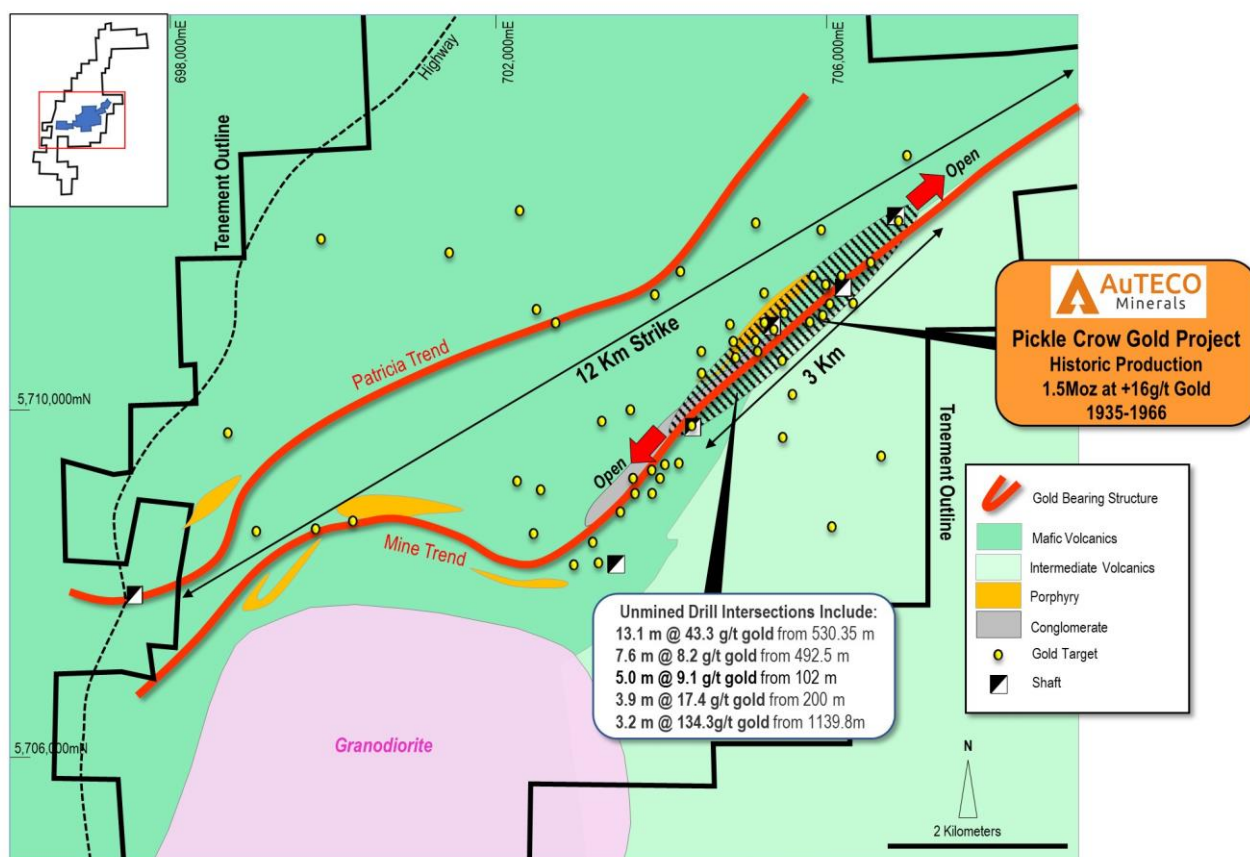 698,000mE
702,000mE
706,000mE
Highway
Tenement Outline
Open
12 Km Strike
Patricia Trend
3 Km
AuTECO
Minerals
Pickle Crow Gold Project
Historic Production
1.5Moz at +16g/t Gold
1935-1966
5,710,000mN
Open
Mine Trend
Tenement Outline
Gold Bearing Structure
Mafic Volcanics
Intermediate Volcanics
Porphyry
Conglomerate
Gold Target
Shaft
Unmined Drill Intersections Include:
13.1 m @ 43.3 g/t gold from 530.35 m
7.6 m @ 8.2 g/t gold from 492.5 m
5.0 m @ 9.1 g/t gold from 102 m
3.9 m @ 17.4 g/t gold from 200 m
3.2 m @ 134.3g/t gold from 1139.8m
5,706,000mN
Granodiorite
N
2 Kilometers